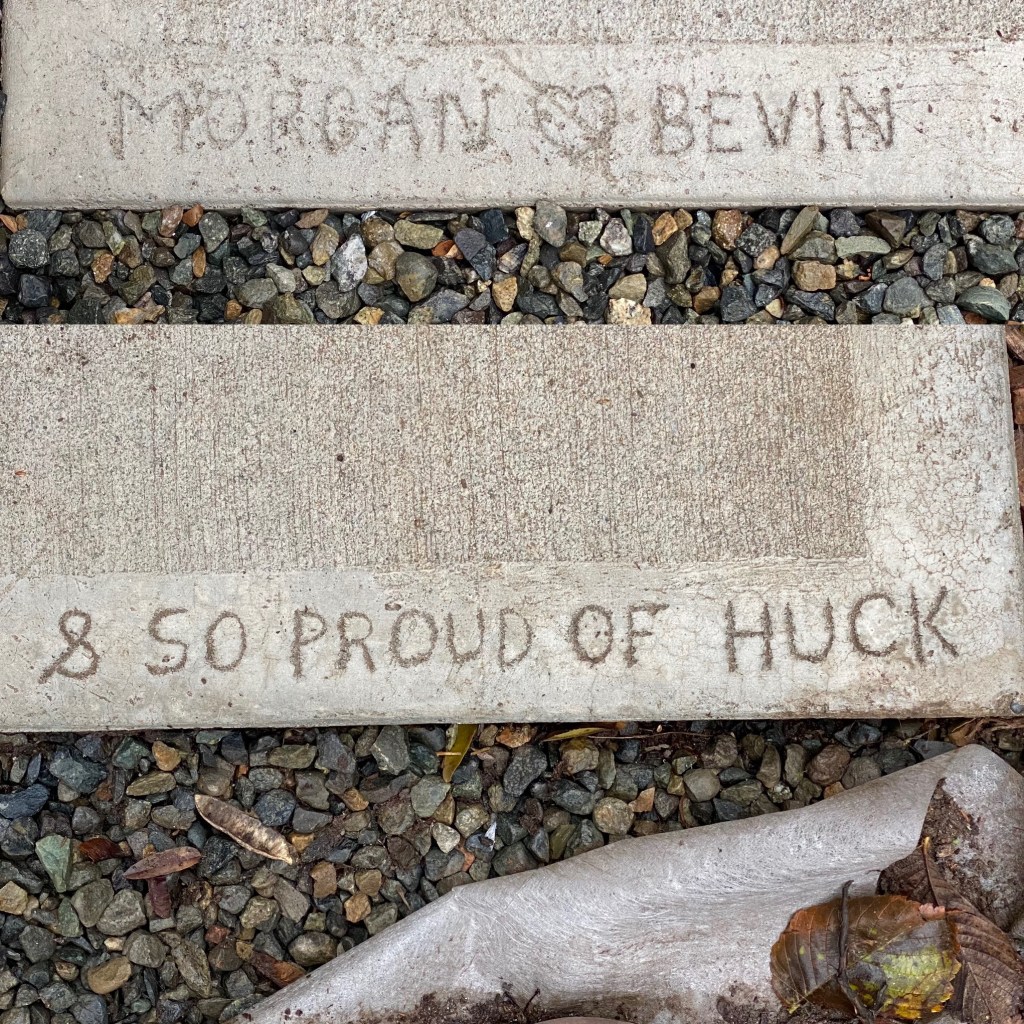 MORGAN ♡ BEVIN
& SO PROUD OF HUCK